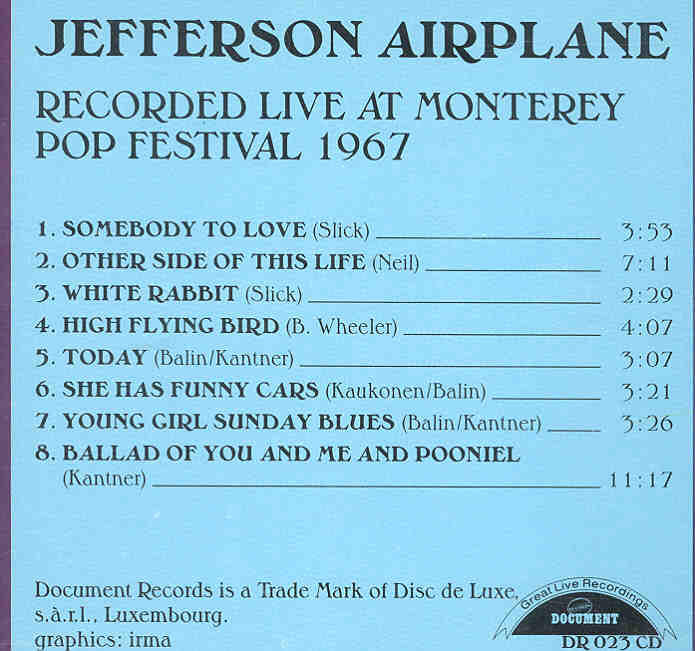 JEFFERSON AIRPLANE
RECORDED LIVE AT MONTEREY
POP FESTIVAL 1967
1. SOMEBODY TO LOVE (Slick) 3:53
2. OTHER SIDE OF THIS LIFE (Neil) 7:11
3. WHITE RABBIT (Slick) 2:29
4. HIGH FLYING BIRD (B. Wheeler) 4:07
5. TODAY (Balin/Kantner) 3:07
6. SHE HAS FUNNY CARS (Kaukonen/Balin) 3:21
7. YOUNG GIRL SUNDAY BLUES (Balin/Kantner) 3:26
8. BALLAD OF YOU AND ME AND POONIEL
(Kantner) 11:17
Document Records is a Trade Mark of Disc de Luxe,
s.à.r.l., Luxembourg.
graphics: irma
Great Live Recordings
DOCUMENT
DR 023 CD